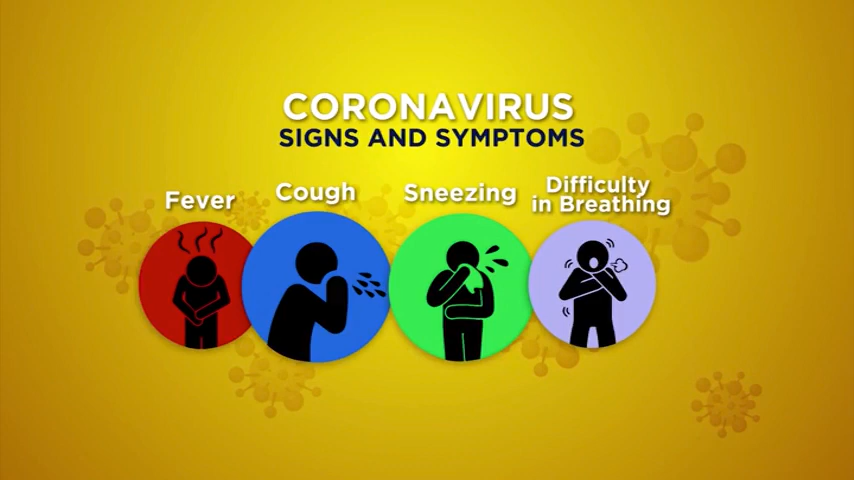 CORONAVIRUS
SIGNS AND SYMPTOMS
Fever
Cough
Sneezing
Difficulty
in Breathing